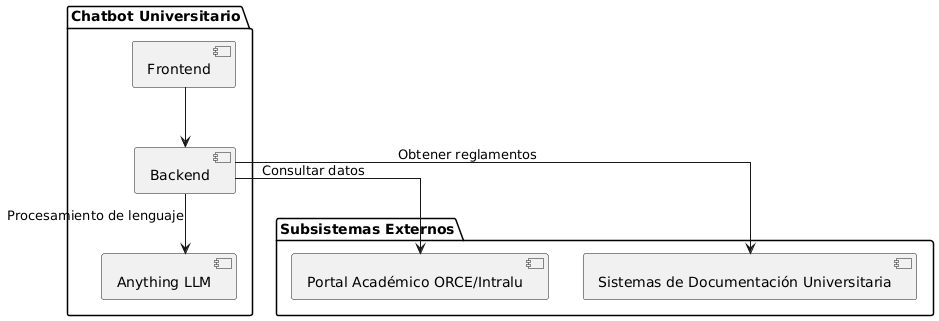 Chatbot Universitario
Frontend
Backend
Obtener reglamentos
Consultar datos
Procesamiento de lenguaje
Subsistemas Externos
Anything LLM
Portal Académico ORCE/Intralu
Sistemas de Documentación Universitaria